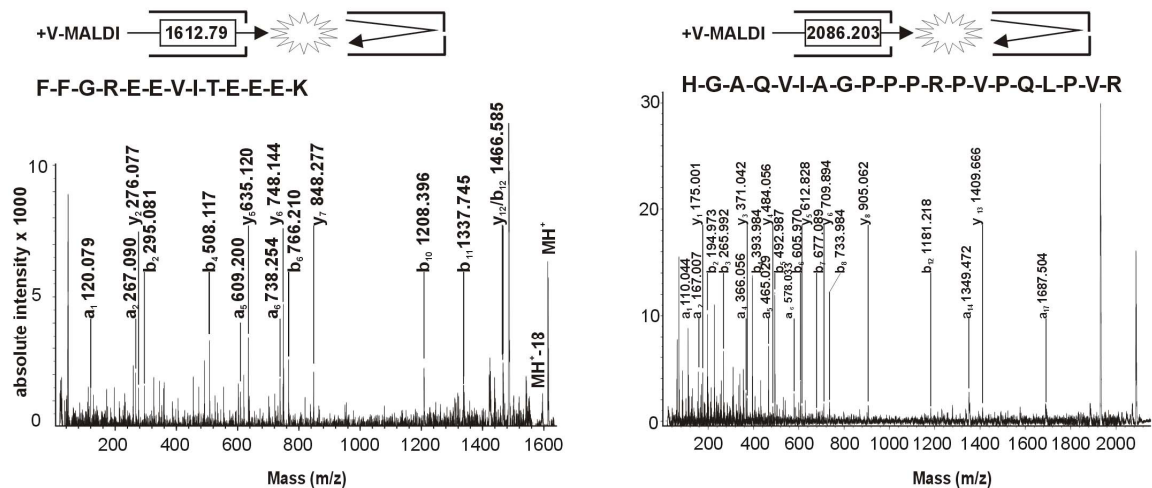 +V-MALDI 1612.79
F-F-G-R-E-E-V-I-T-E-E-E-K
absolute intensity x 1000
10
5
0
a₁ 120.079
a₂ 267.090
y₂ 276.077
b₂ 295.081
b₄ 508.117
a₅ 609.200
y₅ 635.120
a₆ 738.254
y₆ 748.144
b₆ 766.210
y₇ 848.277
b₁₀ 1208.396
b₁₁ 1337.745
y₁₂/b₁₂ 1466.585
MH⁺-18
MH⁺
200 400 600 800 1000 1200 1400 1600
Mass (m/z)
+V-MALDI 2086.203
H-G-A-Q-V-I-A-G-P-P-P-R-P-V-P-Q-L-P-V-R
30
20
10
0
a₁ 110.044
a₂ 167.007
y₁ 175.001
b₂ 194.973
b₃ 265.992
a₄ 366.056
y₃ 371.042
b₄ 393.984
a₅ 465.029
y₄ 484.056
b₅ 492.987
a₆ 578.033
b₆ 605.970
y₅ 612.828
b₇ 677.089
y₆ 709.894
b₈ 733.984
y₈ 905.062
b₁₂ 1181.218
a₁₄ 1349.472
y₁₃ 1409.666
a₁₇ 1687.504
200 400 600 800 1000 1200 1400 1600 1800 2000
Mass (m/z)